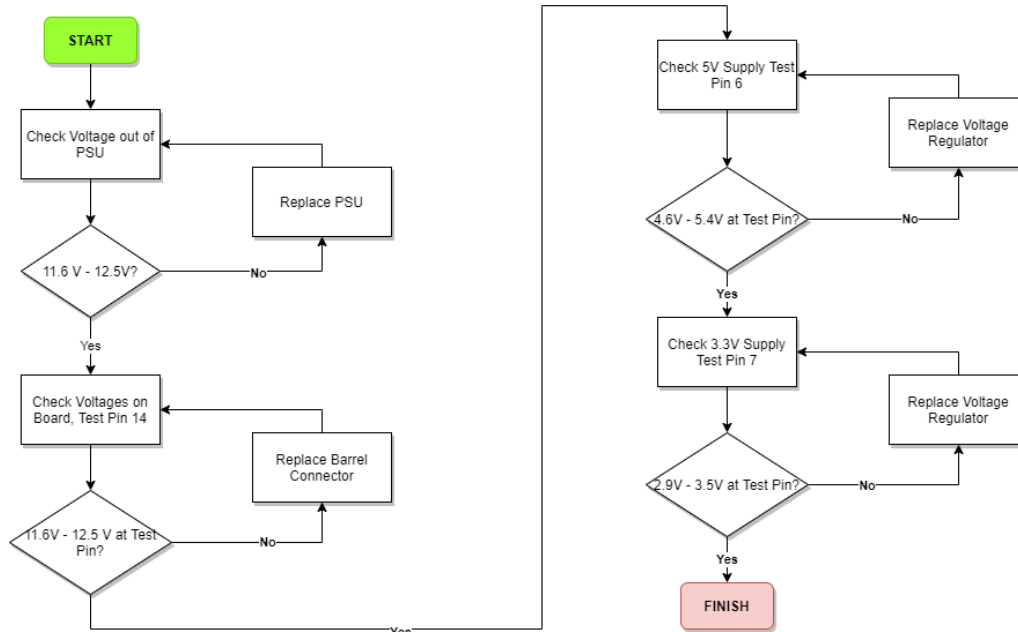 START
Check Voltage out of
PSU
Replace PSU
11.6 V - 12.5V?
No
Yes
Check Voltages on
Board, Test Pin 14
Replace Barrel
Connector
11.6V - 12.5 V at Test
Pin?
No
Yes
Check 5V Supply Test
Pin 6
Replace Voltage
Regulator
4.6V - 5.4V at Test Pin?
No
Yes
Check 3.3V Supply
Test Pin 7
Replace Voltage
Regulator
2.9V - 3.5V at Test Pin?
No
Yes
FINISH